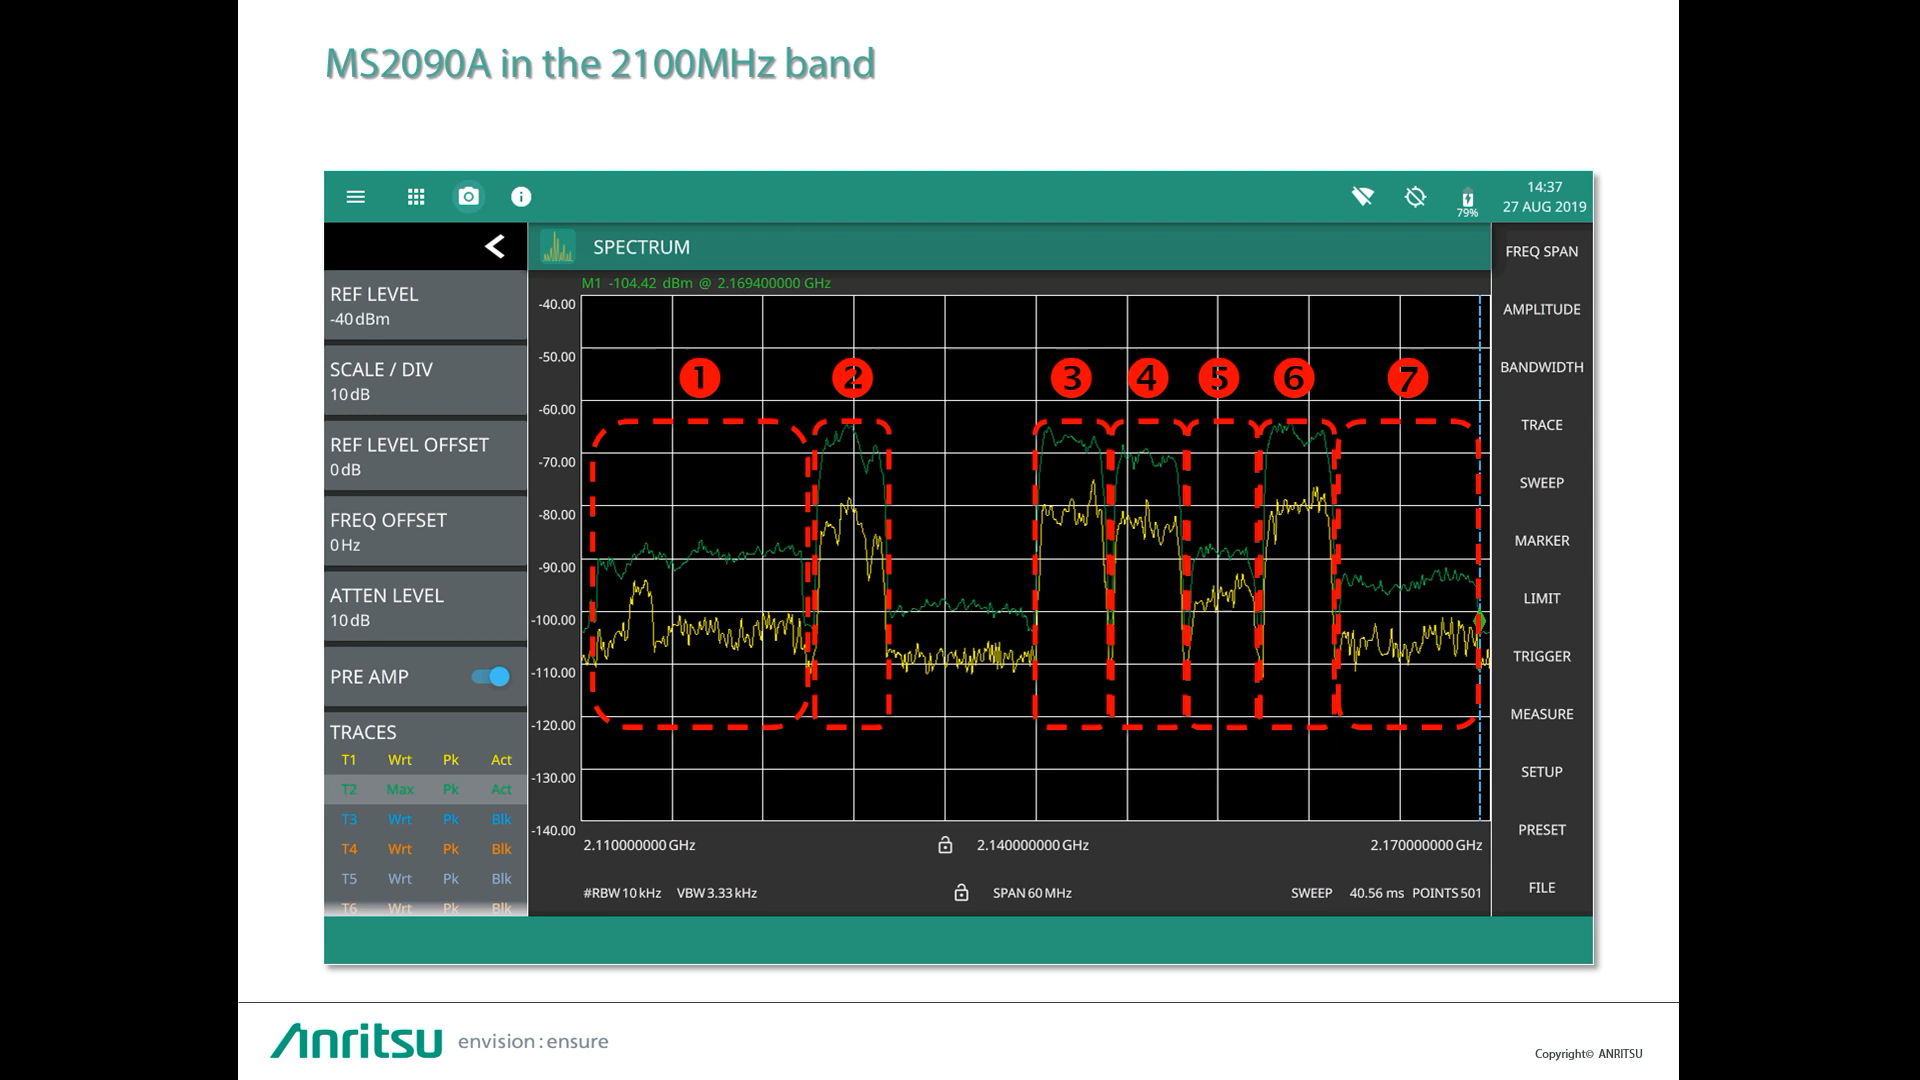 MS2090A in the 2100MHz band
79%
14:37
27 AUG 2019
SPECTRUM
M1 -104.42 dBm @ 2.169400000 GHz
REF LEVEL
-40 dBm
SCALE / DIV
10 dB
REF LEVEL OFFSET
0 dB
FREQ OFFSET
0 Hz
ATTEN LEVEL
10 dB
PRE AMP
TRACES
T1 Wrt Pk Act
T2 Max Pk Act
T3 Wrt Pk Blk
T4 Wrt Pk Blk
T5 Wrt Pk Blk
T6 Wrt Pk Blk
-40.00
-50.00
-60.00
-70.00
-80.00
-90.00
-100.00
-110.00
-120.00
-130.00
-140.00
1 2 3 4 5 6 7
2.110000000 GHz 2.140000000 GHz 2.170000000 GHz
#RBW 10 kHz VBW 3.33 kHz SPAN 60 MHz SWEEP 40.56 ms POINTS 501
FREQ SPAN
AMPLITUDE
BANDWIDTH
TRACE
SWEEP
MARKER
LIMIT
TRIGGER
MEASURE
SETUP
PRESET
FILE
Anritsu envision : ensure
Copyright© ANRITSU